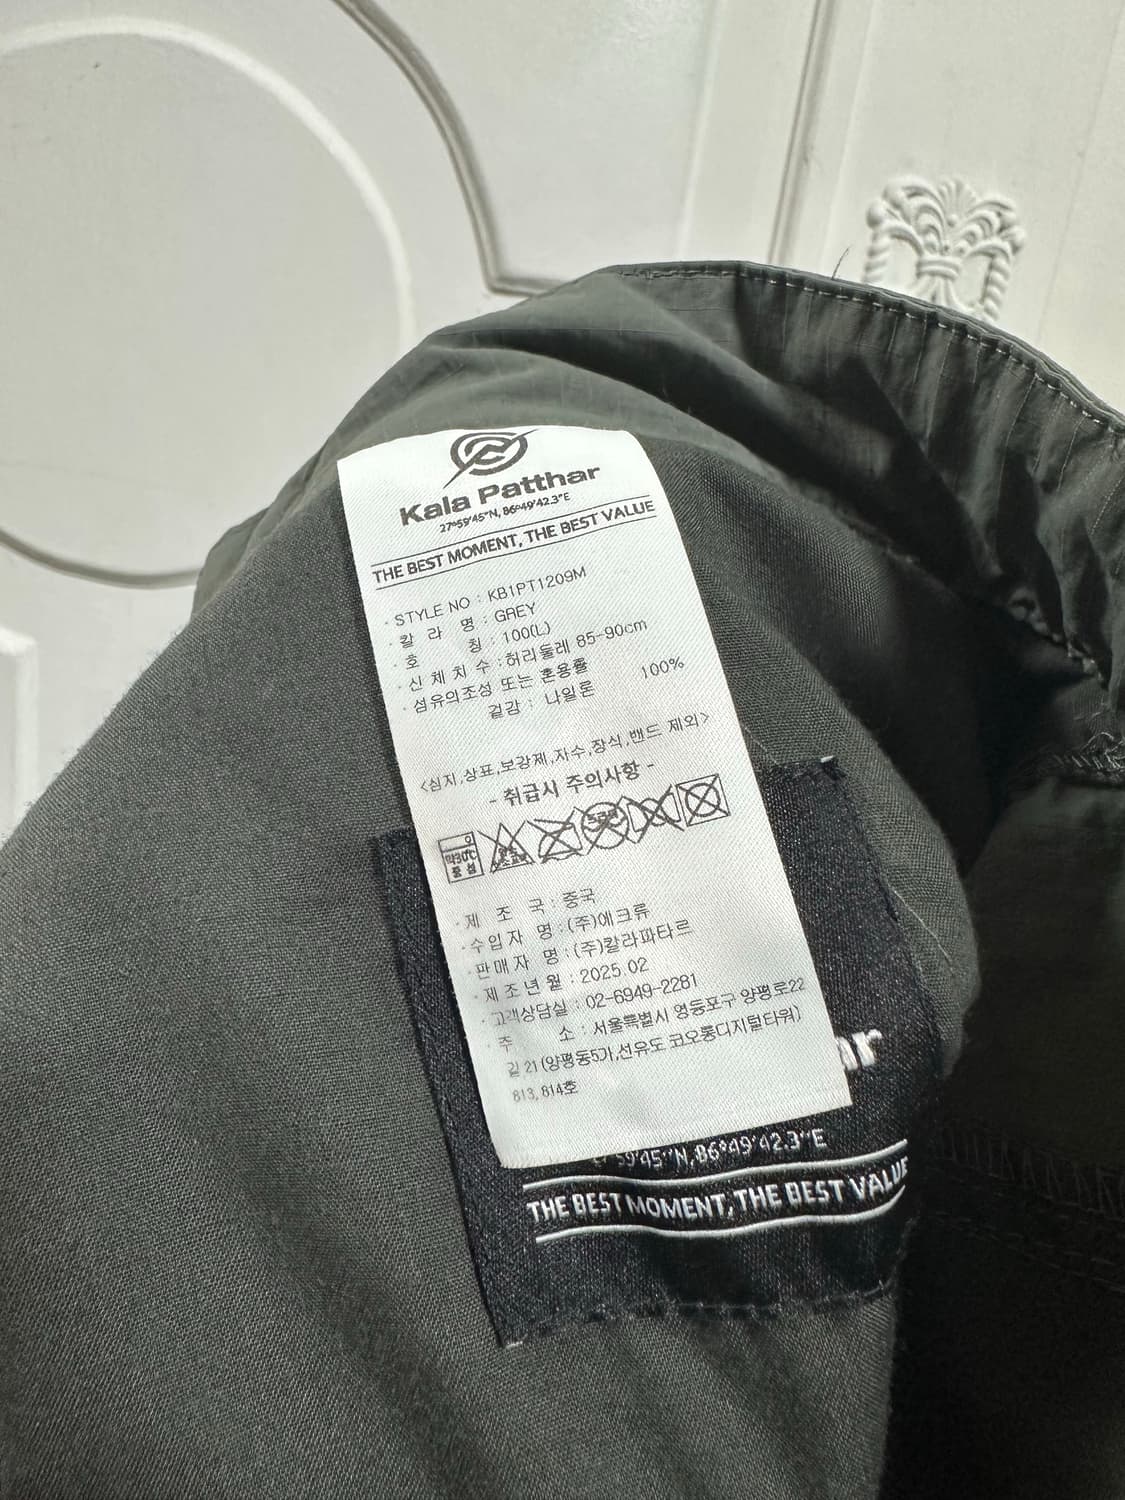 Kala Patthar
27°59'45"N, 86°49'42.3"E
THE BEST MOMENT, THE BEST VALUE
· STYLE NO : KB1PT1209M
· 칼 라 명 : GREY
· 호 칭 : 100(L)
· 신 체 치 수 : 허리둘레 85-90cm
· 섬유의조성 또는 혼용률
겉감 : 나일론 100%
<심지,상표,보강제,자수,장식,밴드 제외>
- 취급시 주의사항 -
약30℃
중성
· 제 조 국 : 중국
· 수입자 명 : (주)에크류
· 판매자 명 : (주)칼라파타르
· 제조년월 : 2025.02
· 고객상담실 : 02-6949-2281
· 주 소 : 서울특별시 영등포구 양평로22
길 21 (양평동5가,선유도 코오롱디지털타워)
813, 814호
ar
59'45"N,86°49'42.3"E
THE BEST MOMENT, THE BEST VALUE